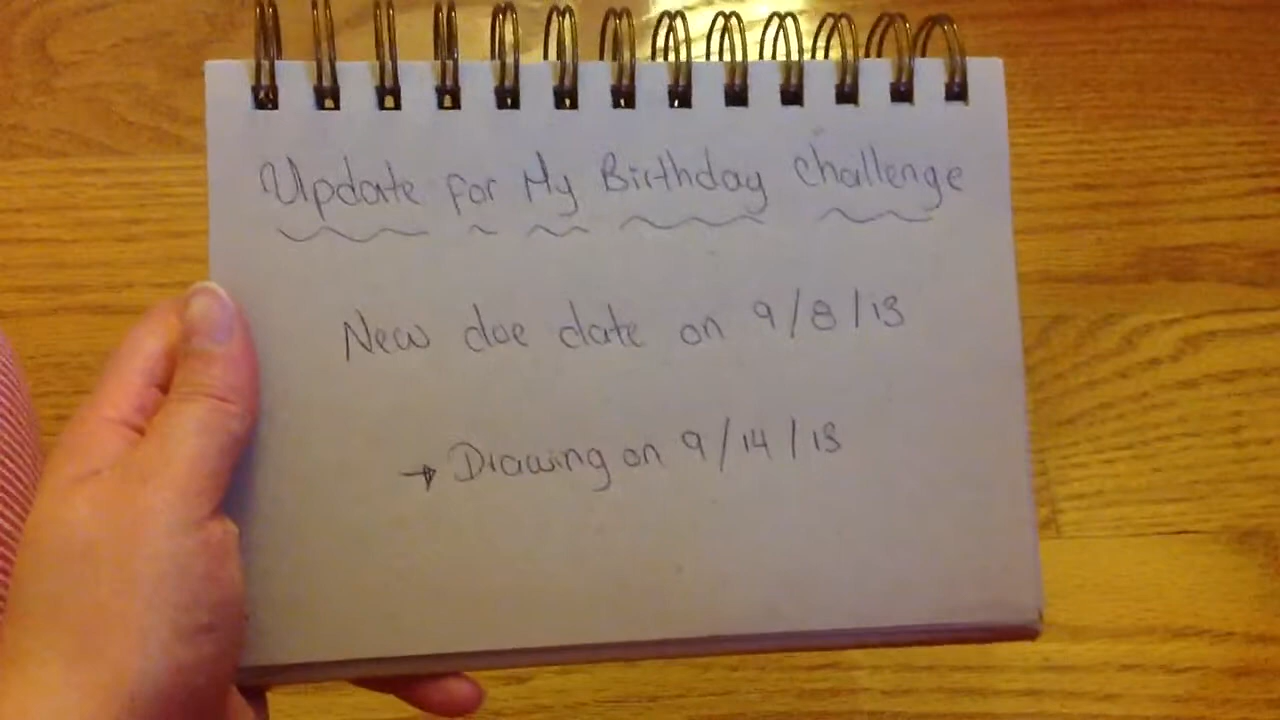 Update for My Birthday Challenge
New due date on 9/8/13
→ Drawing on 9/14/13